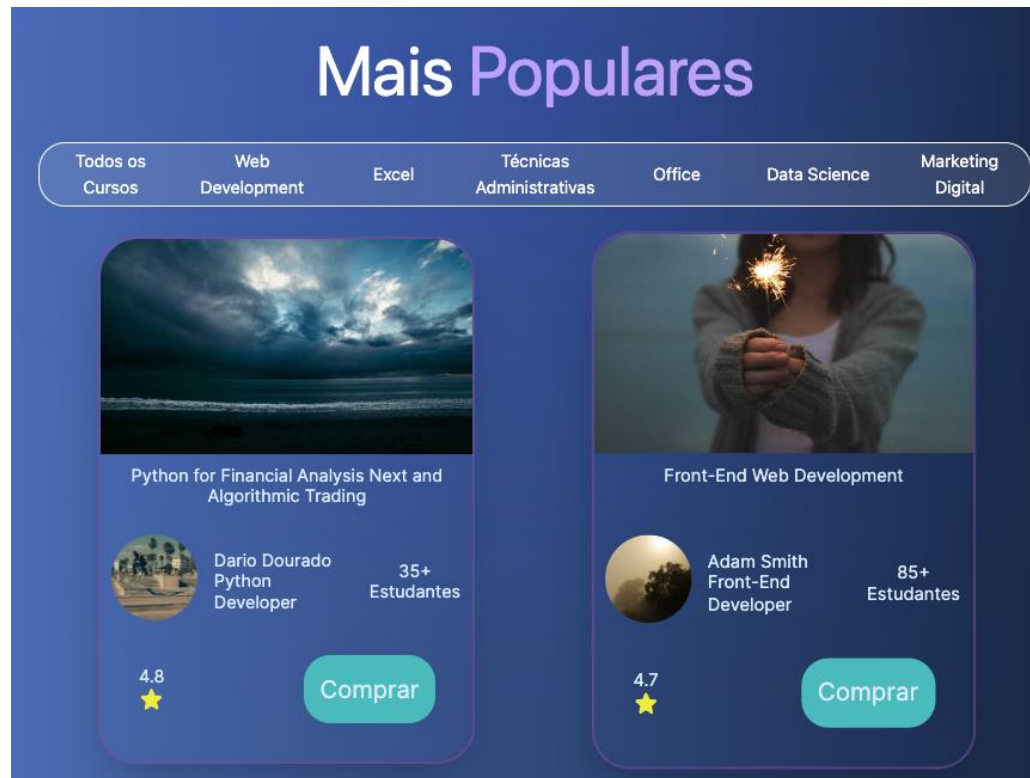 Mais Populares
Todos os
Cursos
Web
Development
Excel
Técnicas
Administrativas
Office
Data Science
Marketing
Digital
Python for Financial Analysis Next and
Algorithmic Trading
Dario Dourado
Python
Developer
35+
Estudantes
4.8
Comprar
Front-End Web Development
Adam Smith
Front-End
Developer
85+
Estudantes
4.7
Comprar